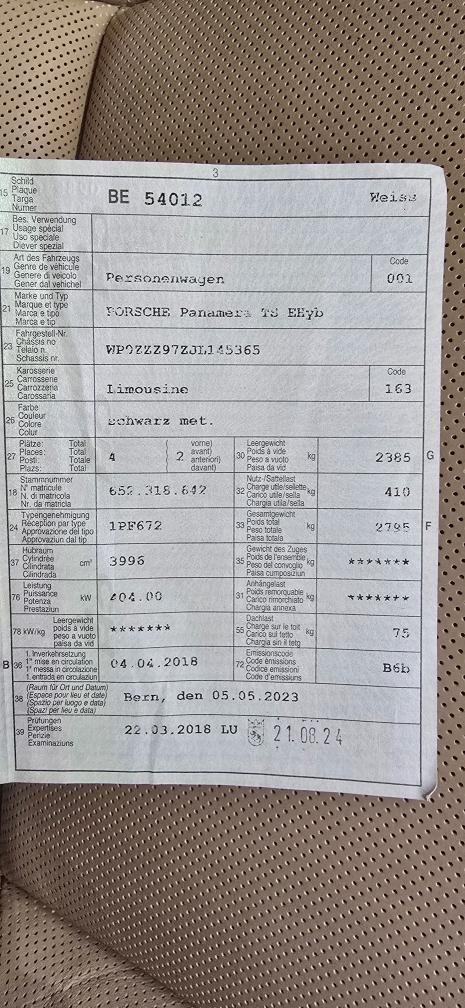 3
15 Schild
Plaque
Targa
Numer
BE 54012 Weiss
17 Bes. Verwendung
Usage spécial
Uso speciale
Diever spezial
19 Art des Fahrzeugs
Genre de véhicule
Genere di veicolo
Gener dal vehichel
Personenwagen
Code
001
21 Marke und Typ
Marque et type
Marca e tipo
Marca e tip
PORSCHE Panamera TS EHyb
23 Fahrgestell-Nr.
Châssis no
Telaio n.
Schassis nr.
WP0ZZZ97ZJL145365
25 Karosserie
Carrosserie
Carrozzeria
Carossaria
Limousine
Code
163
26 Farbe
Couleur
Colore
Colur
schwarz met.
27 Plätze: Total
Places: Total
Posti: Totale
Plazs: Total
4
( vorne)
2 avant)
anteriori)
davant)
30 Leergewicht
Poids à vide
Peso a vuoto
Paisa da vid
kg
2385 G
18 Stammnummer
N° matricule
N. di matricola
Nr. da matricla
652.318.642
32 Nutz-/Sattellast
Charge utile/sellette
Carico utile/sella
Chargia utila/sella
kg
410
24 Typengenehmigung
Réception par type
Approvazione del tipo
Approvaziun dal tip
1PF672
33 Gesamtgewicht
Poids total
Peso totale
Paisa totala
kg
2795 F
37 Hubraum
Cylindrée
Cilindrata
Cilindrada
cm³
3996
35 Gewicht des Zuges
Poids de l'ensemble
Peso del convoglio
Paisa cumposiziun
kg
*******
76 Leistung
Puissance
Potenza
Prestaziun
kW
404.00
31 Anhängelast
Poids remorquable
Carico rimorchiato
Chargia annexa
kg
*******
78 kW/kg
Leergewicht
poids à vide
peso a vuoto
paisa da vid
*******
55 Dachlast
Charge sur le toit
Carico sul tetto
Chargia sin il tetg
kg
75
B 36 1. Inverkehrsetzung
1re mise en circulation
1a messa in circolazione
1. entrada en circulaziun
04.04.2018
72 Emissionscode
Code émissions
Codice emissioni
Code d'emissiuns
B6b
38 (Raum für Ort und Datum)
(Espace pour lieu et date)
(Spazio per luogo e data)
(Spazi per lieu e data)
Bern, den 05.05.2023
39 Prüfungen
Expertises
Perizie
Examinaziuns
22.03.2018 LU 21.08.24